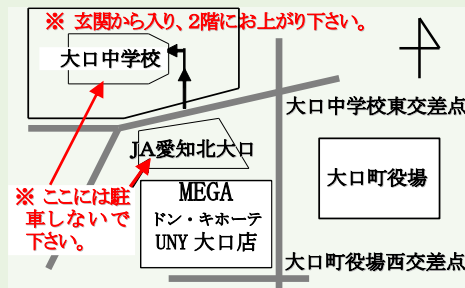 ※ 玄関から入り、2階にお上がり下さい。
大口中学校
大口中学校東交差点
JA愛知北大口
大口町役場
※ ここには駐
車しないで
下さい。
MEGA
ドン・キホーテ
UNY 大口店
大口町役場西交差点